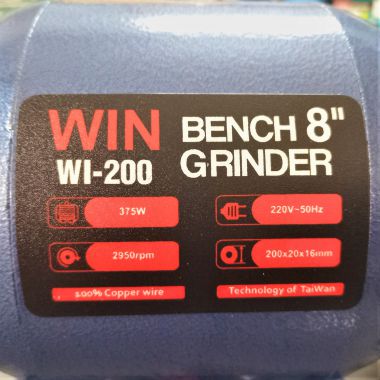 WIN
WI-200
BENCH 8"
GRINDER
375W
220V~50Hz
2950rpm
200x20x16mm
100% Copper wire
Technology of TaiWan